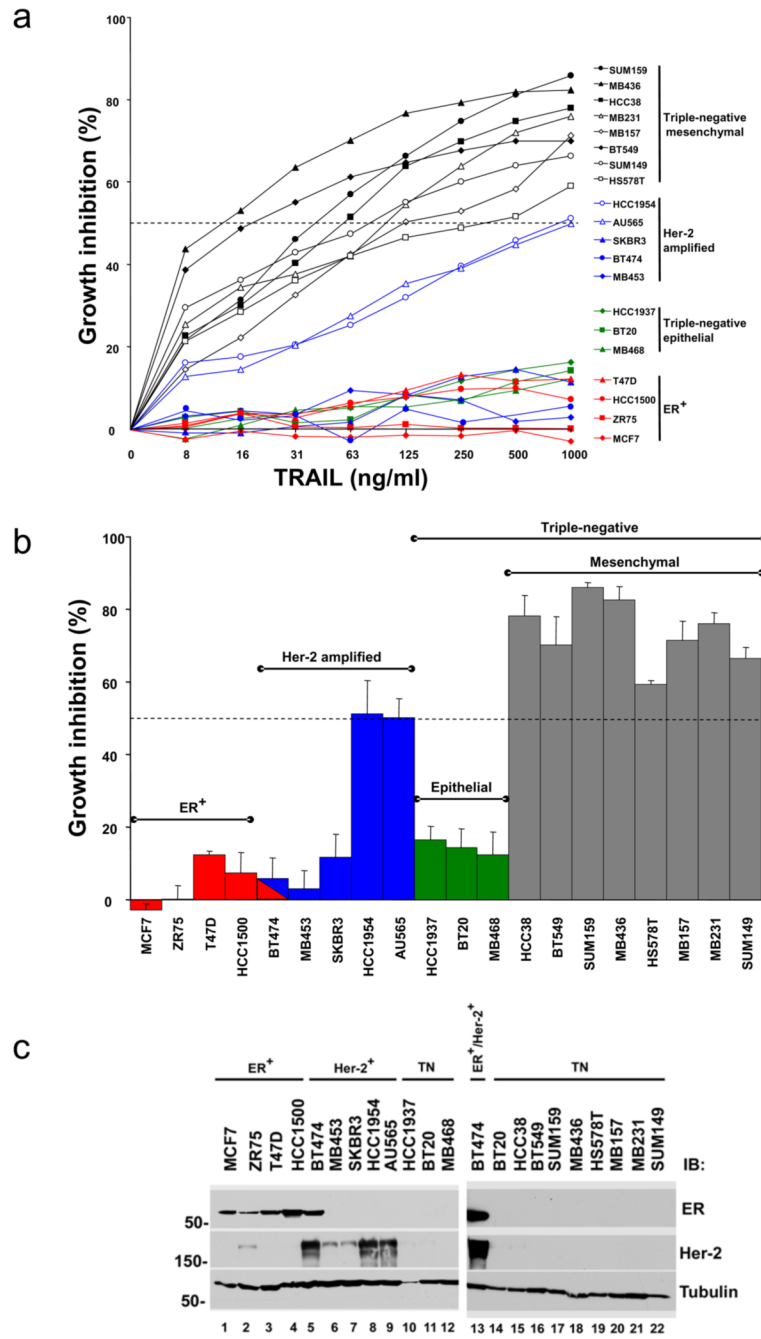 a
Growth inhibition (%)
100
80
60
40
20
0
0 8 16 31 63 125 250 500 1000
TRAIL (ng/ml)
SUM159
MB436
HCC38
MB231
MB157
BT549
SUM149
HS578T
Triple-negative
mesenchymal
HCC1954
AU565
SKBR3
BT474
MB453
Her-2
amplified
HCC1937
BT20
MB468
Triple-negative
epithelial
T47D
HCC1500
ZR75
MCF7
ER+
b
Growth inhibition (%)
100
80
60
40
20
0
Triple-negative
Mesenchymal
Her-2 amplified
Epithelial
ER+
MCF7
ZR75
T47D
HCC1500
BT474
MB453
SKBR3
HCC1954
AU565
HCC1937
BT20
MB468
HCC38
BT549
SUM159
MB436
HS578T
MB157
MB231
SUM149
c
ER+ Her-2+ TN
ER+/Her-2+ TN
MCF7
ZR75
T47D
HCC1500
BT474
MB453
SKBR3
HCC1954
AU565
HCC1937
BT20
MB468
BT474
BT20
HCC38
BT549
SUM159
MB436
HS578T
MB157
MB231
SUM149
IB:
50- ER
150- Her-2
50- Tubulin
1 2 3 4 5 6 7 8 9 10 11 12 13 14 15 16 17 18 19 20 21 22